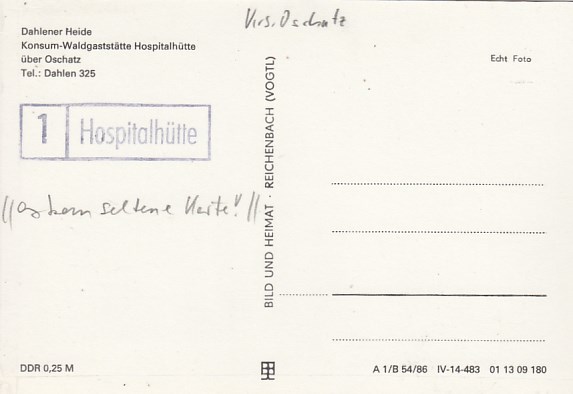 Krs. Oschatz
Dahlener Heide
Konsum-Waldgaststätte Hospitalhütte
über Oschatz
Tel.: Dahlen 325
Echt Foto
1 Hospitalhütte
seltene Karte! //
BILD UND HEIMAT · REICHENBACH (VOGTL)
DDR 0,25 M
A 1/B 54/86 IV-14-483 01 13 09 180